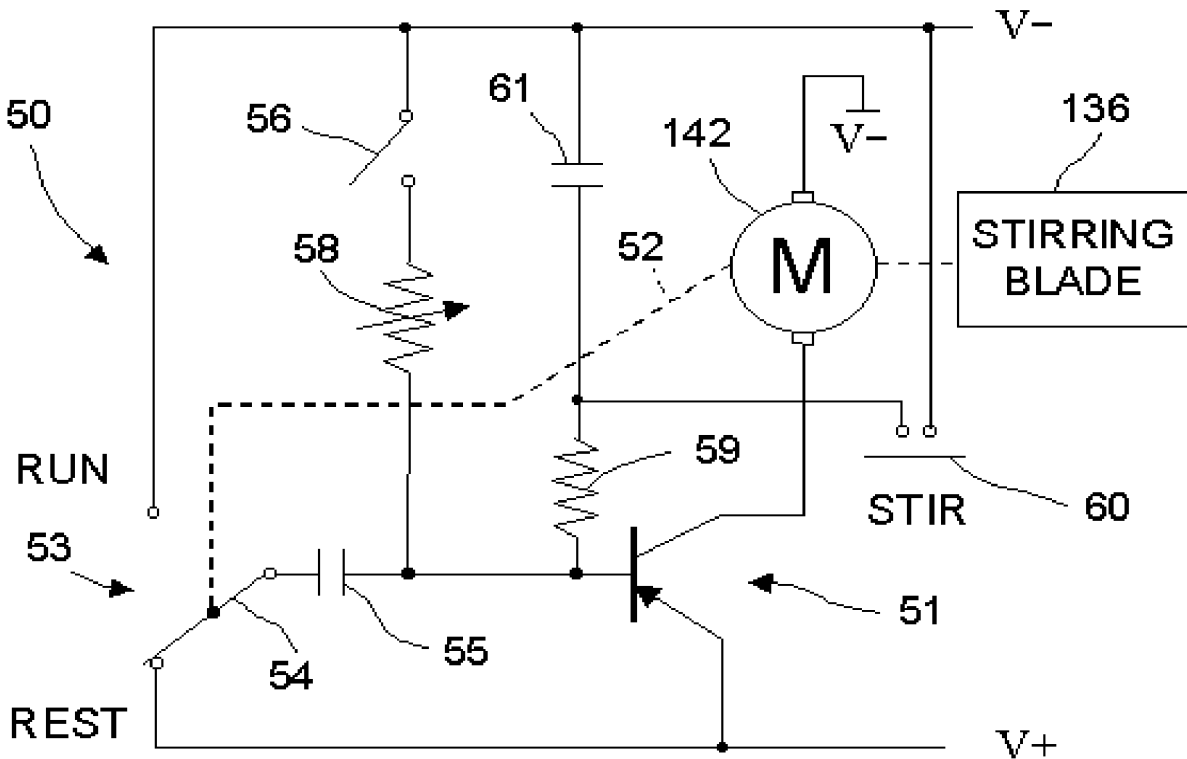 V−
50
61
56
142
V−
136
STIRRING
BLADE
M
58
52
RUN
59
STIR
60
53
51
55
54
REST
V+